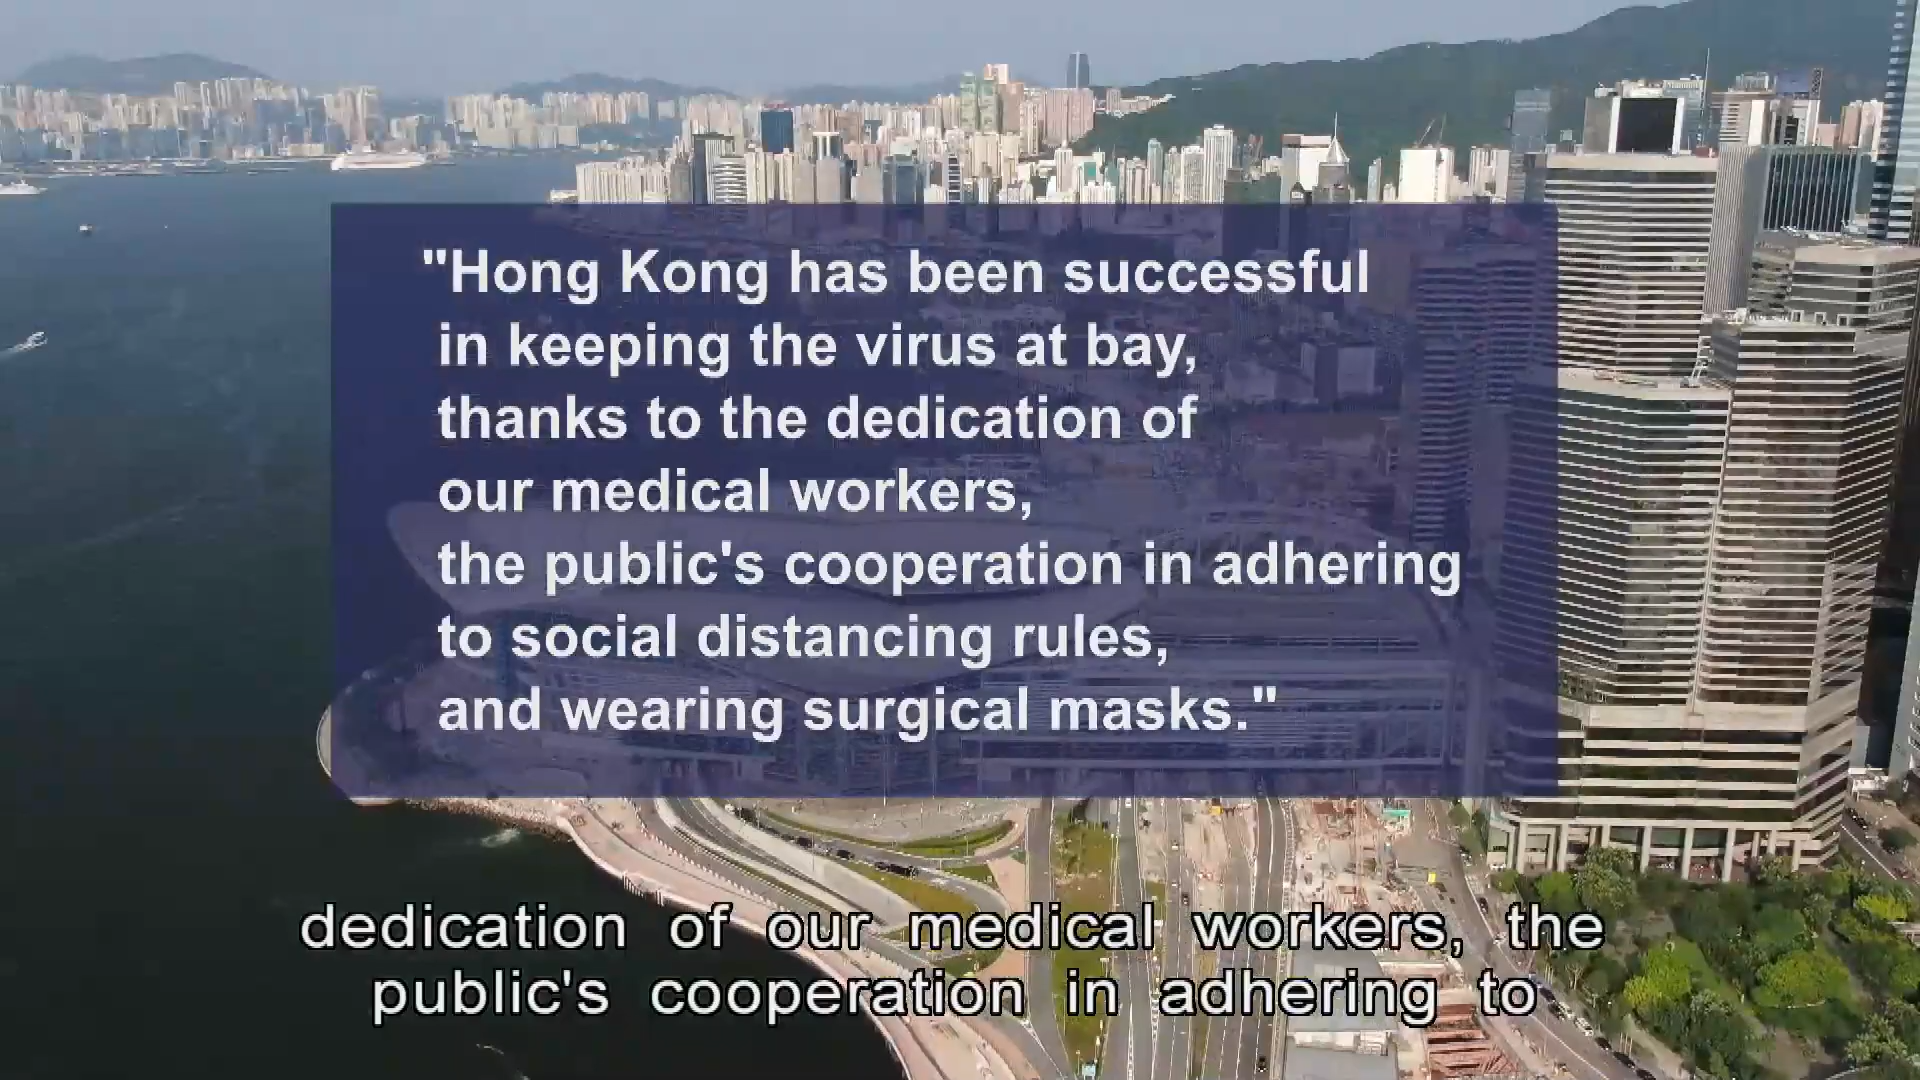 "Hong Kong has been successful
in keeping the virus at bay,
thanks to the dedication of
our medical workers,
the public's cooperation in adhering
to social distancing rules,
and wearing surgical masks."
dedication of our medical workers, the
public's cooperation in adhering to